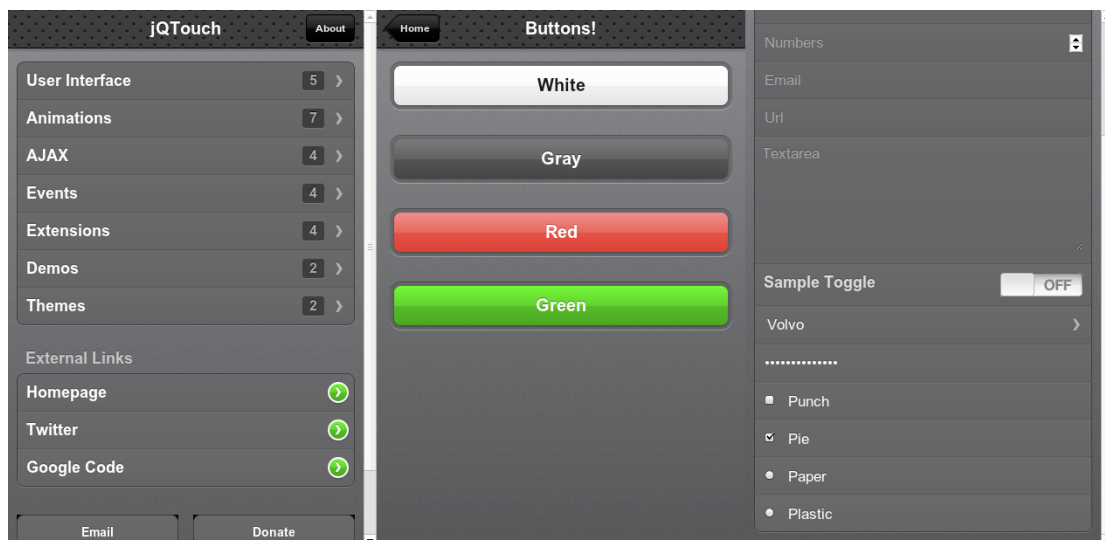 jQTouch
About
User Interface 5
Animations 7
AJAX 4
Events 4
Extensions 4
Demos 2
Themes 2
External Links
Homepage
Twitter
Google Code
Email
Donate
Home
Buttons!
White
Gray
Red
Green
Numbers
Email
Url
Textarea
Sample Toggle OFF
Volvo
Punch
Pie
Paper
Plastic